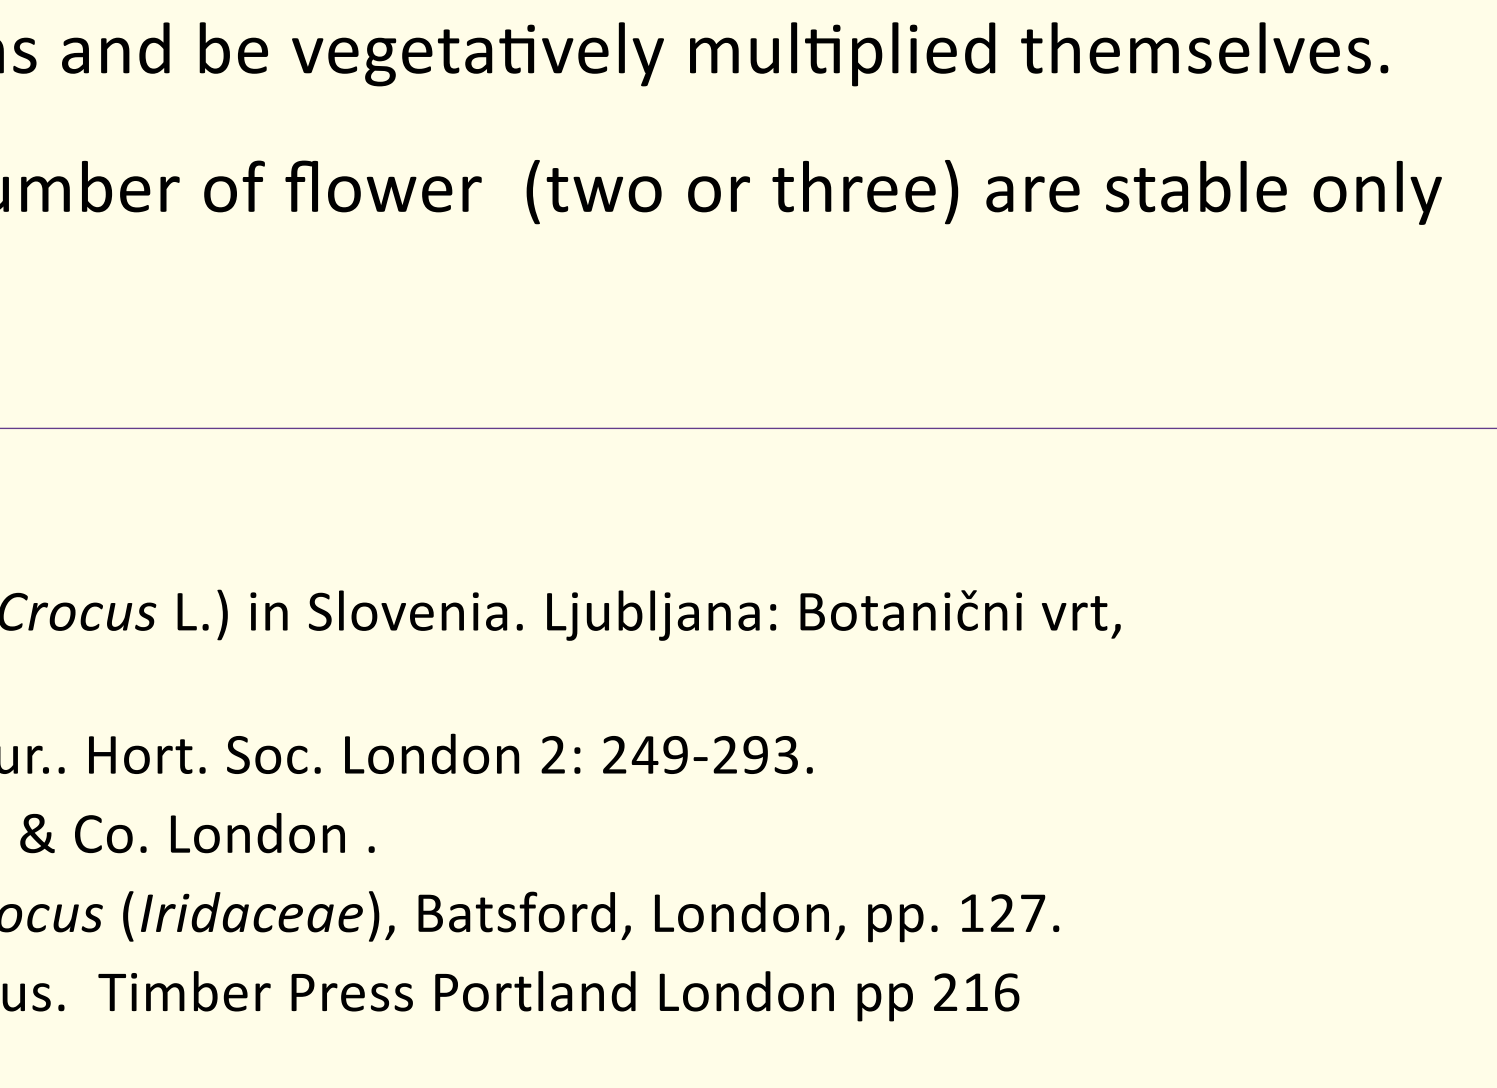 ns and be vegetatively multiplied themselves.
umber of flower (two or three) are stable only
Crocus L.) in Slovenia. Ljubljana: Botanični vrt,
ur.. Hort. Soc. London 2: 249-293.
& Co. London .
ocus (Iridaceae), Batsford, London, pp. 127.
us. Timber Press Portland London pp 216